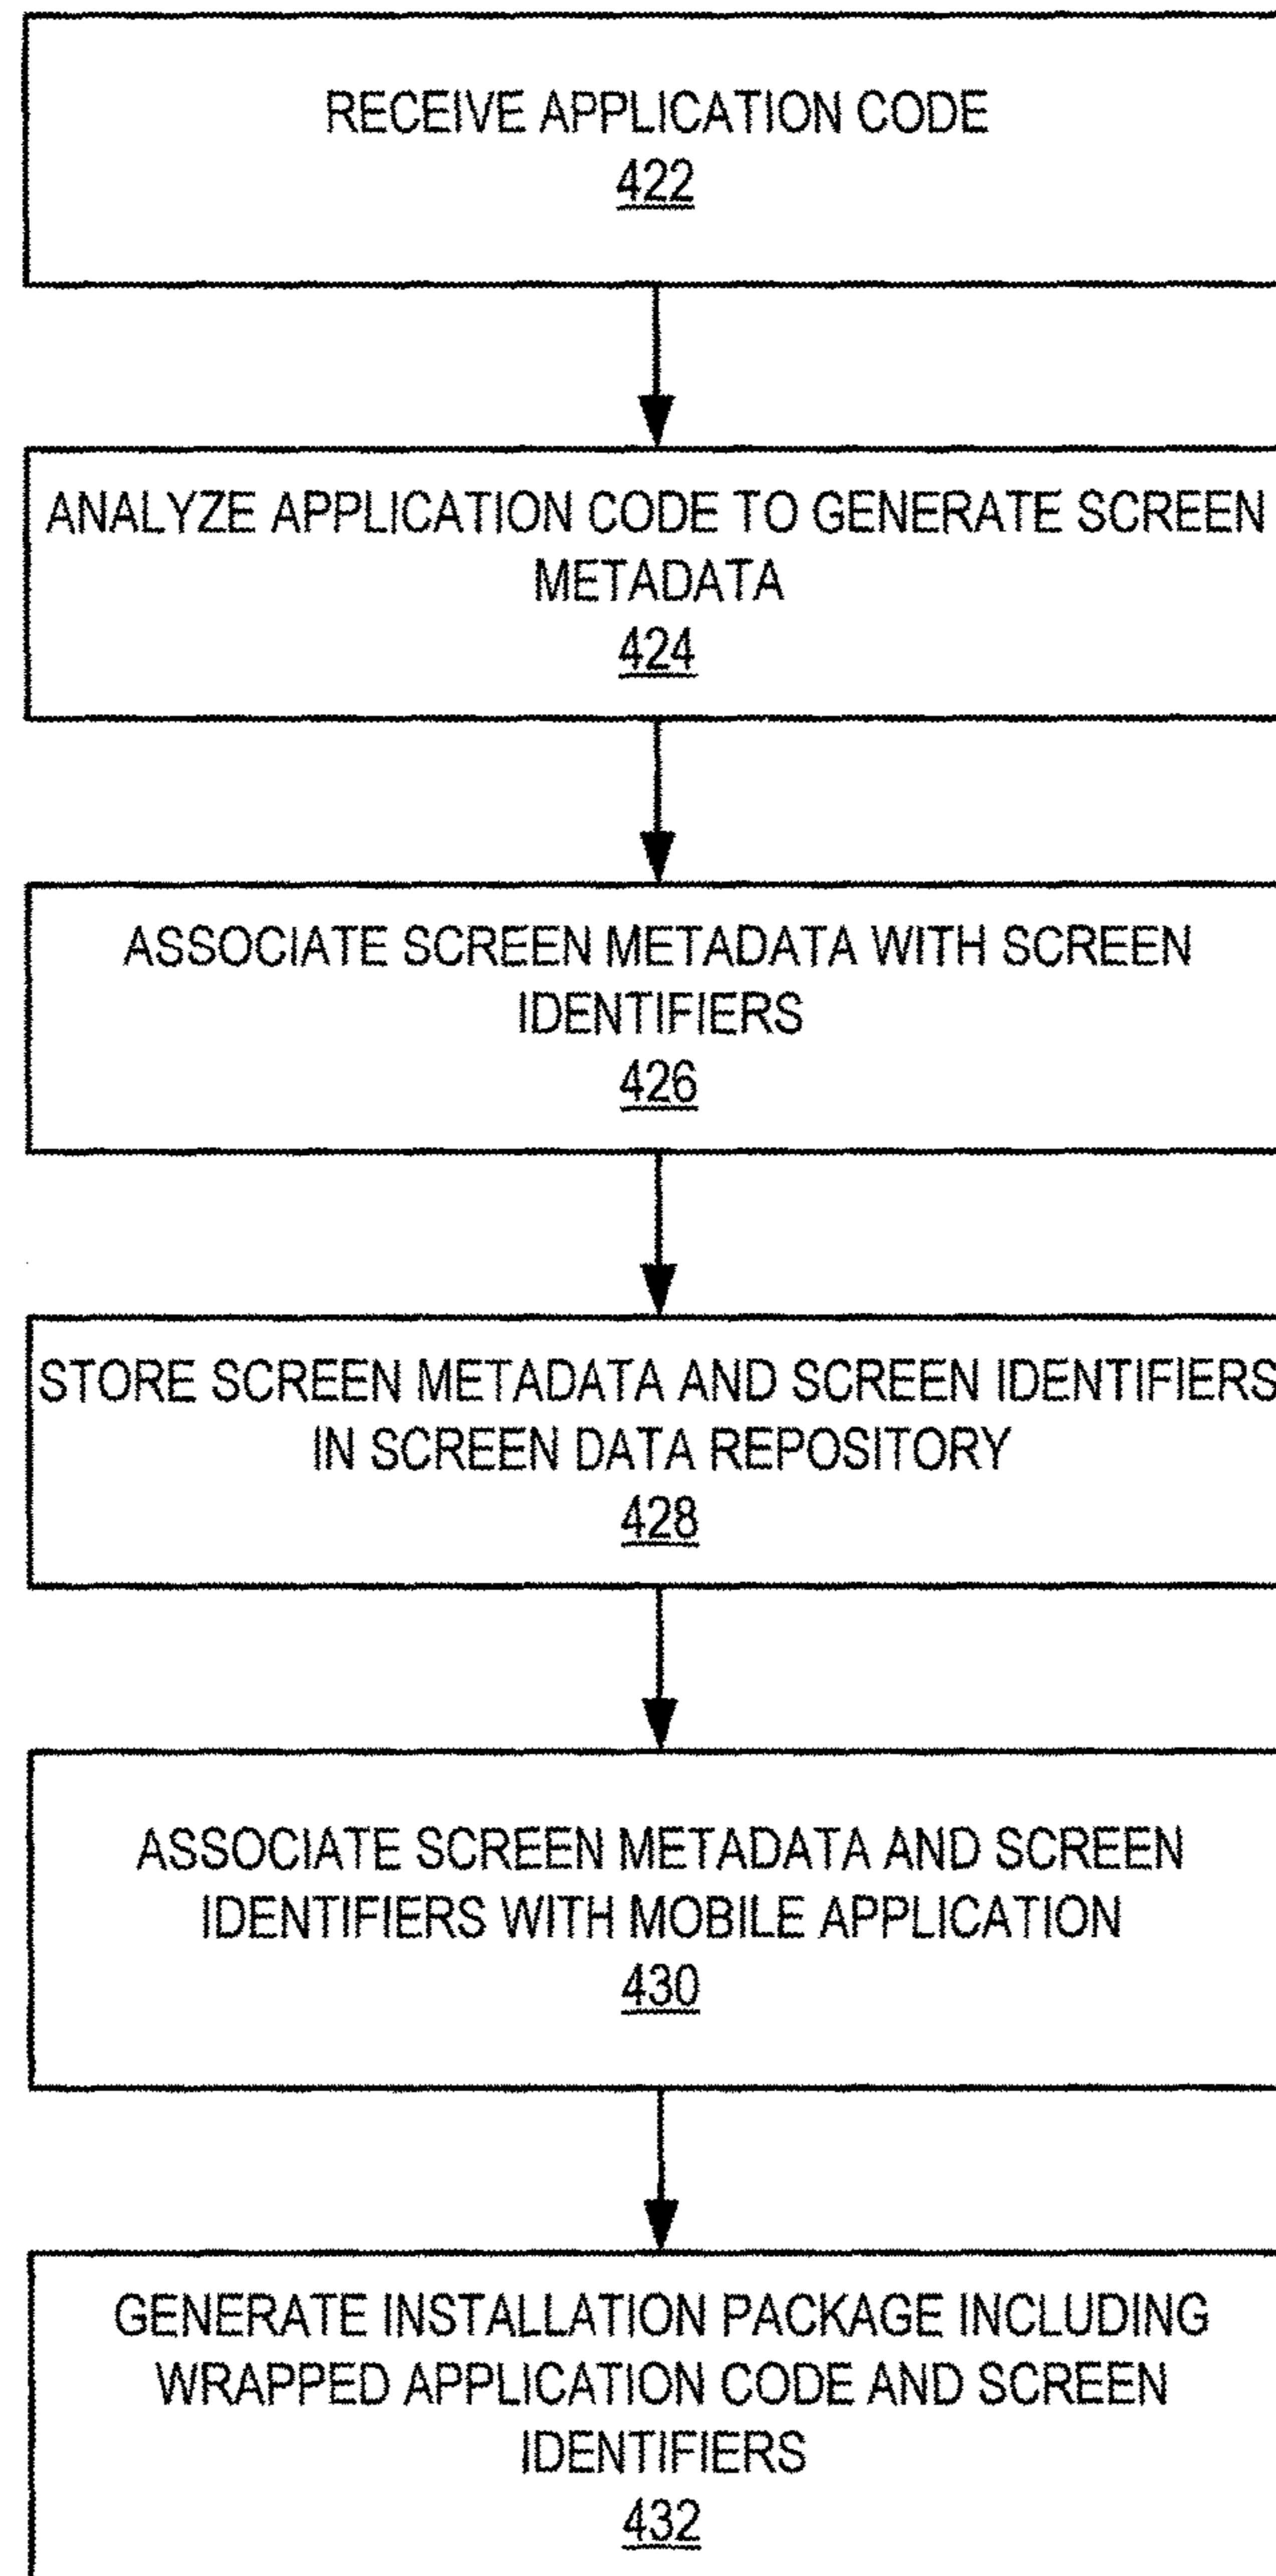 RECEIVE APPLICATION CODE
422
ANALYZE APPLICATION CODE TO GENERATE SCREEN
METADATA
424
ASSOCIATE SCREEN METADATA WITH SCREEN
IDENTIFIERS
426
STORE SCREEN METADATA AND SCREEN IDENTIFIERS
IN SCREEN DATA REPOSITORY
428
ASSOCIATE SCREEN METADATA AND SCREEN
IDENTIFIERS WITH MOBILE APPLICATION
430
GENERATE INSTALLATION PACKAGE INCLUDING
WRAPPED APPLICATION CODE AND SCREEN
IDENTIFIERS
432